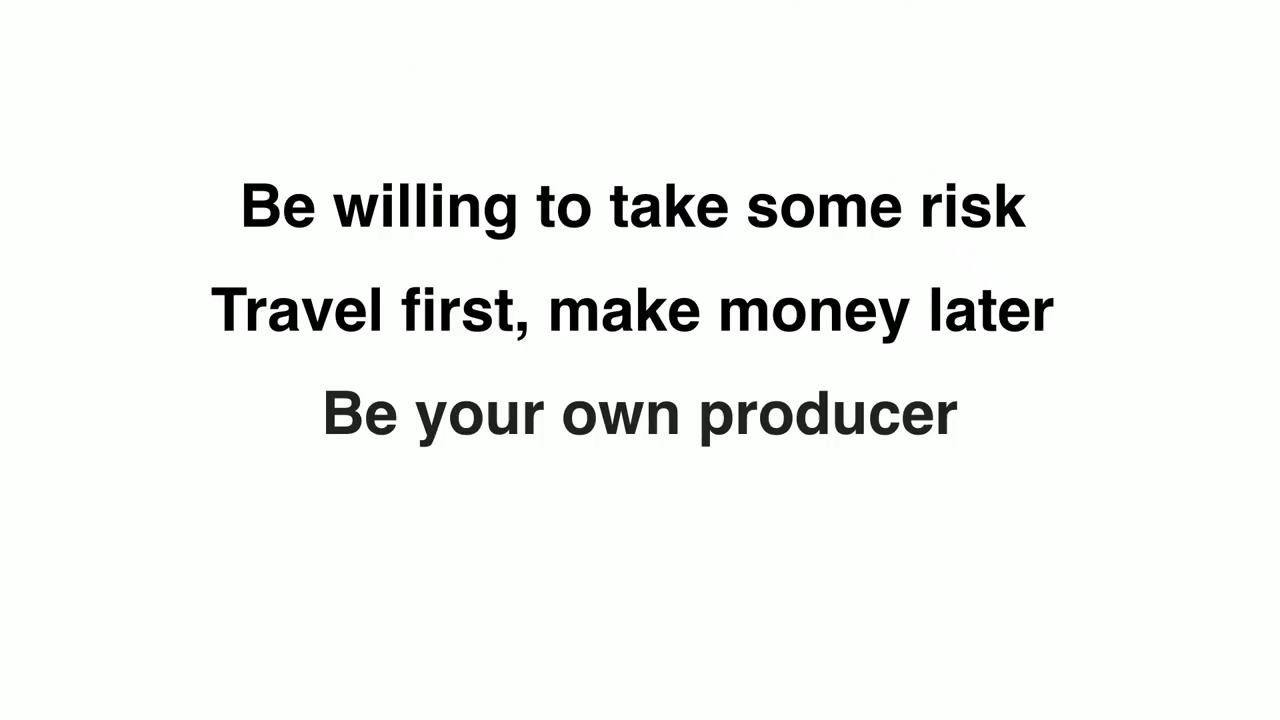 Be willing to take some risk
Travel first, make money later
Be your own producer